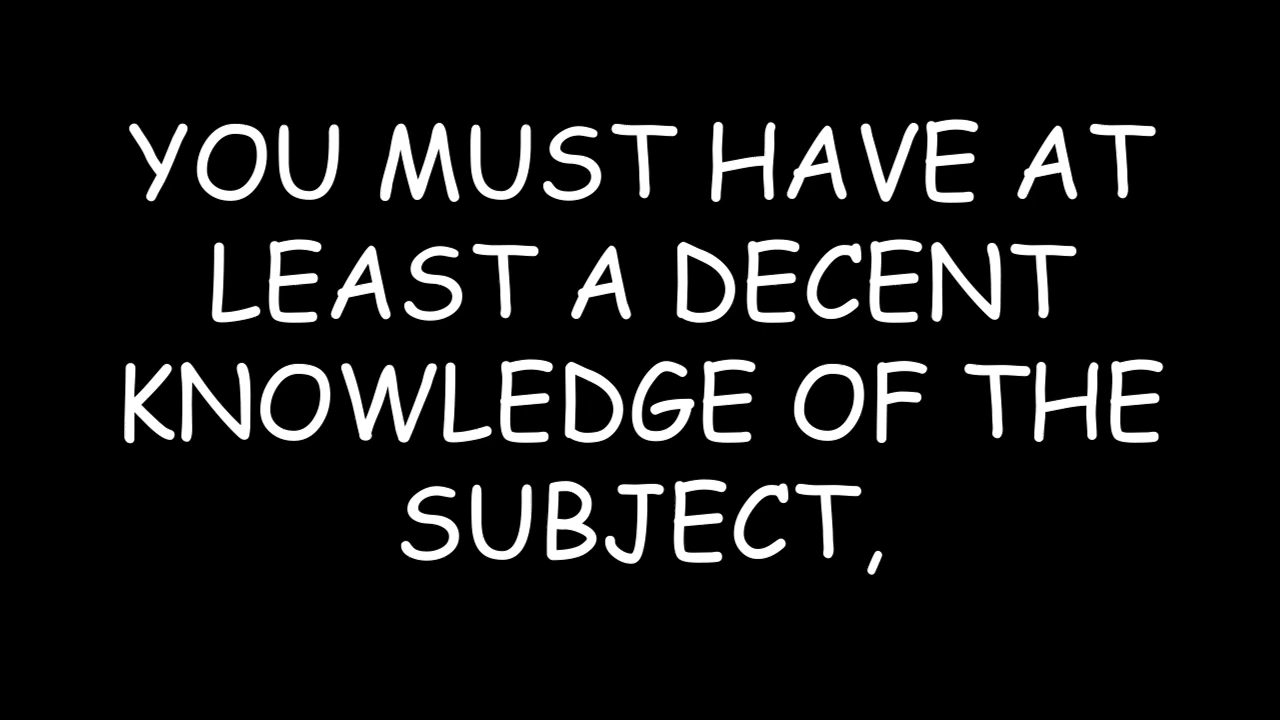 YOU MUST HAVE AT
LEAST A DECENT
KNOWLEDGE OF THE
SUBJECT,